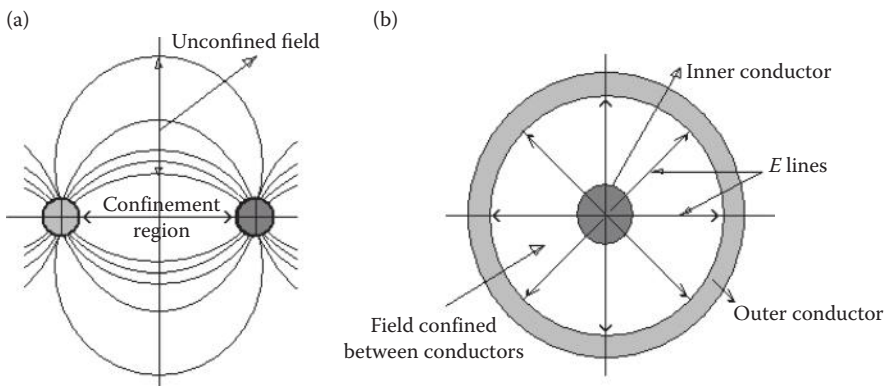 (a)
Unconfined field
Confinement
region
(b)
Inner conductor
E lines
Outer conductor
Field confined
between conductors